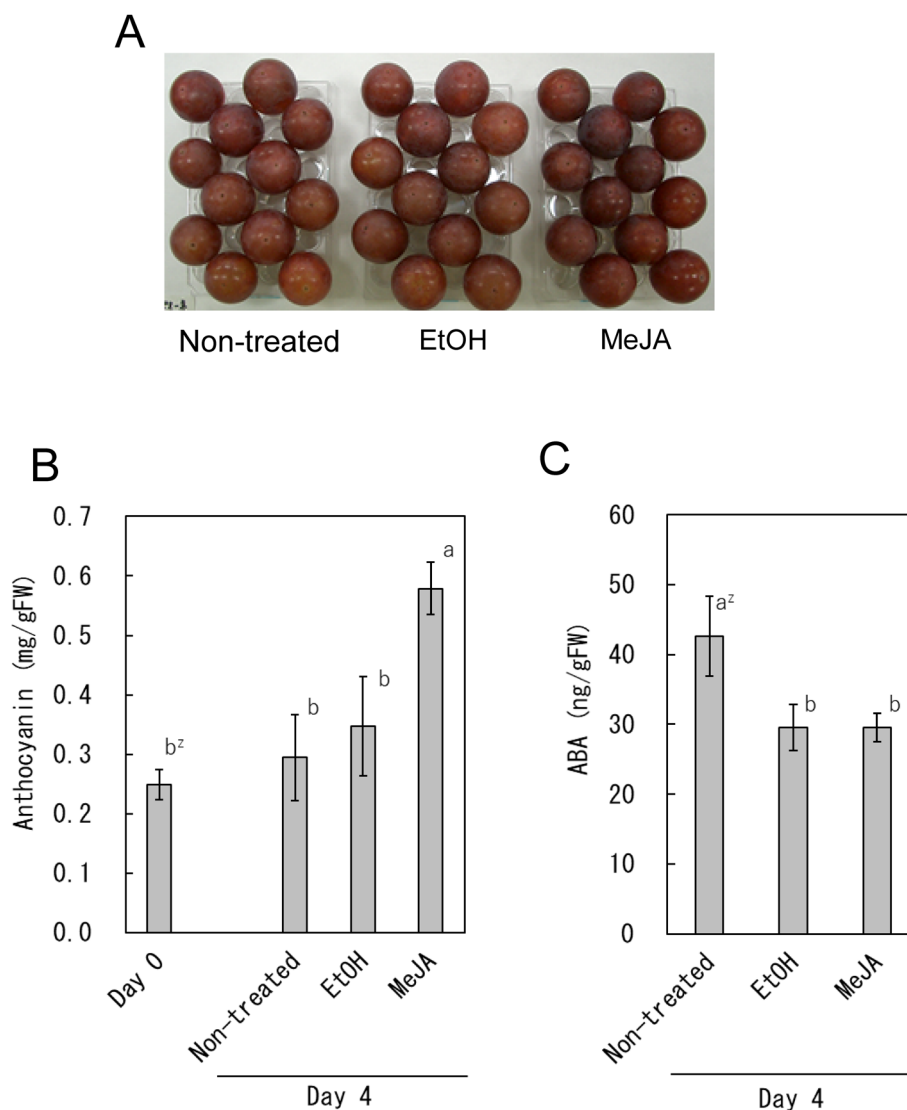 A
Non-treated EtOH MeJA
B
Anthocyanin (mg/gFW)
0.7
0.6
0.5
0.4
0.3
0.2
0.1
0.0
bᶻ
b
b
a
Day 0
Non-treated
EtOH
MeJA
Day 4
C
ABA (ng/gFW)
60
50
40
30
20
10
0
aᶻ
b
b
Non-treated
EtOH
MeJA
Day 4